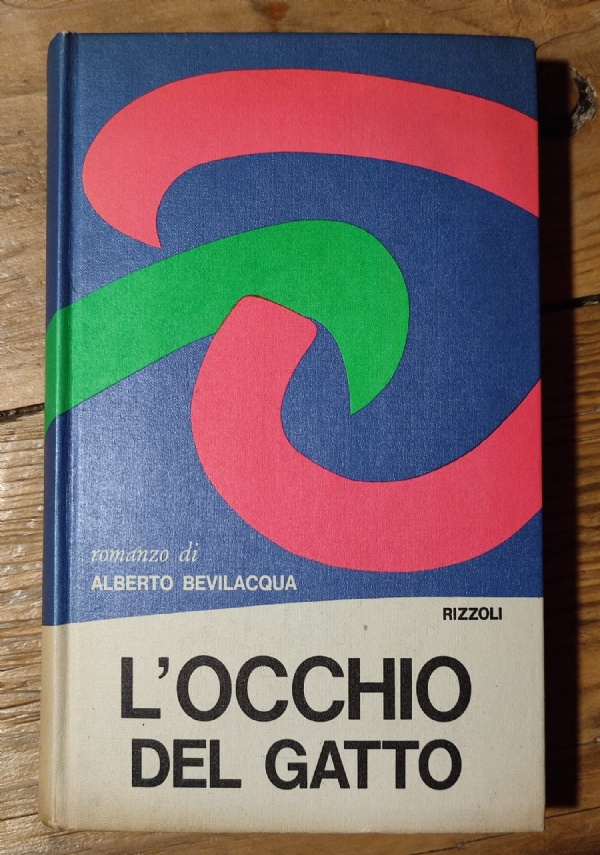 romanzo di
ALBERTO BEVILACQUA
RIZZOLI
L'OCCHIO
DEL GATTO